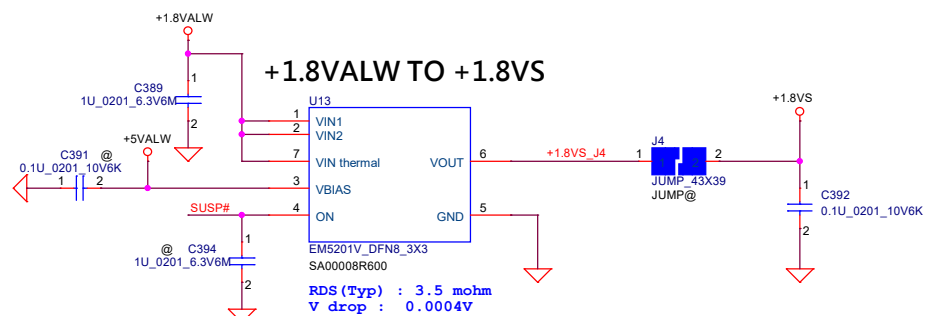 +1.8VALW
+1.8VALW TO +1.8VS
C389
1U_0201_6.3V6M
1
2
U13
1 VIN1
2 VIN2
7 VIN thermal
3 VBIAS
4 ON
VOUT 6
GND 5
EM5201V_DFN8_3X3
SA00008R600
RDS(Typ) : 3.5 mohm
V drop : 0.0004V
+5VALW
C391 @
0.1U_0201_10V6K
1 2
SUSP#
@ C394
1U_0201_6.3V6M
1
2
+1.8VS_J4
J4
1 1 2 2
JUMP_43X39
JUMP@
+1.8VS
C392
0.1U_0201_10V6K
1
2